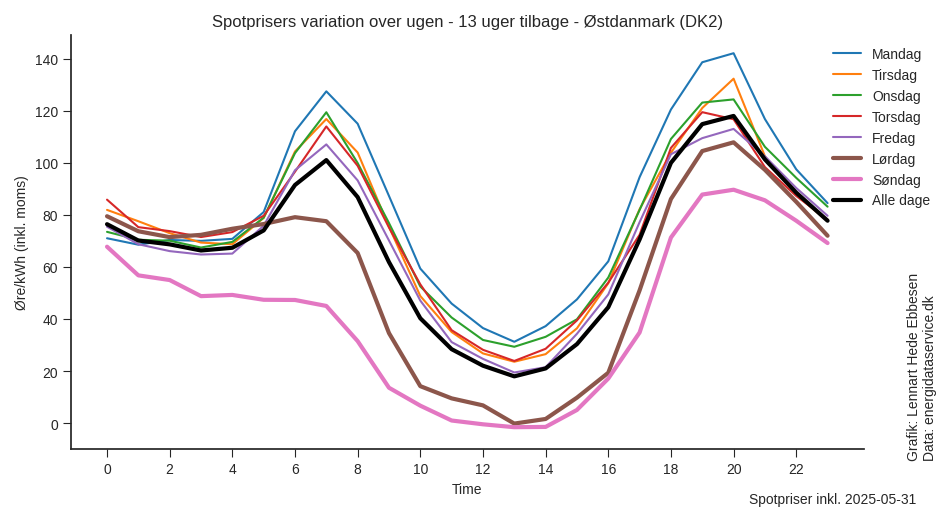 Spotprisers variation over ugen - 13 uger tilbage - Østdanmark (DK2)
Øre/kWh (inkl. moms)
140
120
100
80
60
40
20
0
0 2 4 6 8 10 12 14 16 18 20 22
Time
Mandag
Tirsdag
Onsdag
Torsdag
Fredag
Lørdag
Søndag
Alle dage
Grafik: Lennart Hede Ebbesen
Data: energidataservice.dk
Spotpriser inkl. 2025-05-31